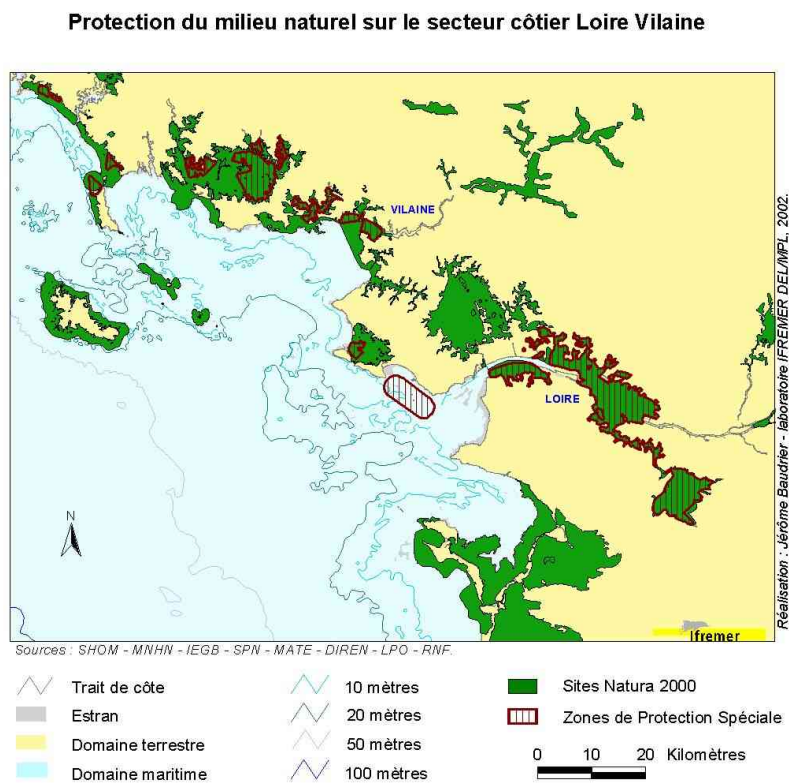 Protection du milieu naturel sur le secteur côtier Loire Vilaine
VILAINE
LOIRE
N
Réalisation : Jérôme Baudrier - laboratoire IFREMER DEL/MPL, 2002.
Ifremer
Sources : SHOM - MNHN - IEGB - SPN - MATE - DIREN - LPO - RNF.
Trait de côte
Estran
Domaine terrestre
Domaine maritime
10 mètres
20 mètres
50 mètres
100 mètres
Sites Natura 2000
Zones de Protection Spéciale
0 10 20 Kilomètres